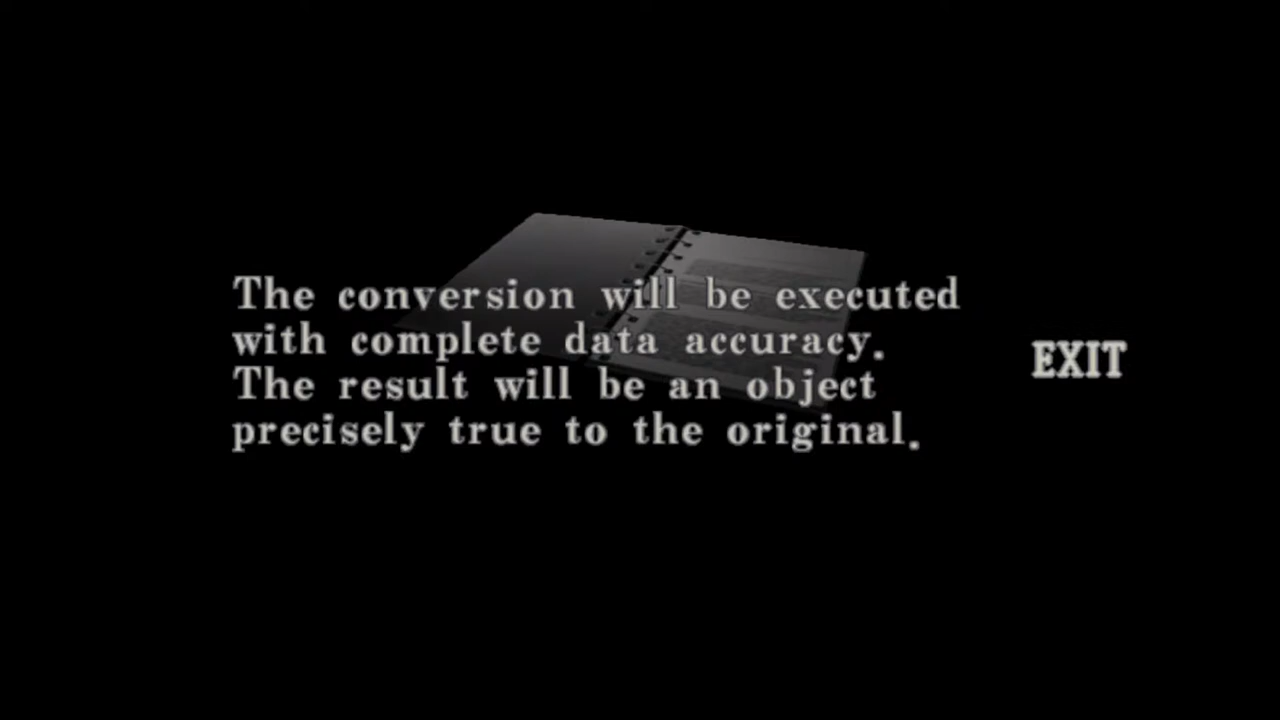 The conversion will be executed
with complete data accuracy.
The result will be an object
precisely true to the original.
EXIT